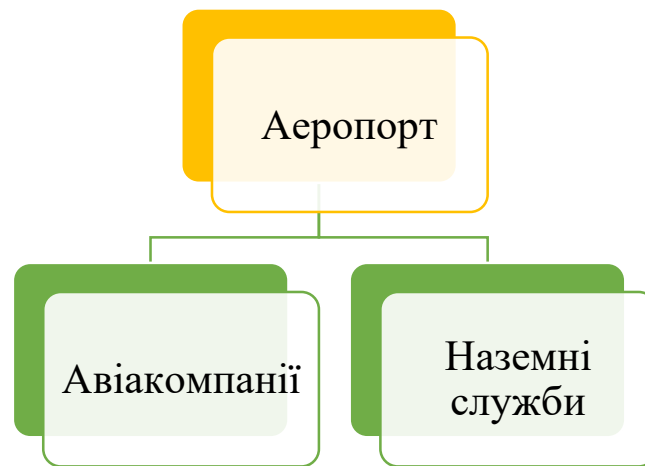 Аеропорт
Авіакомпанії
Наземні
служби